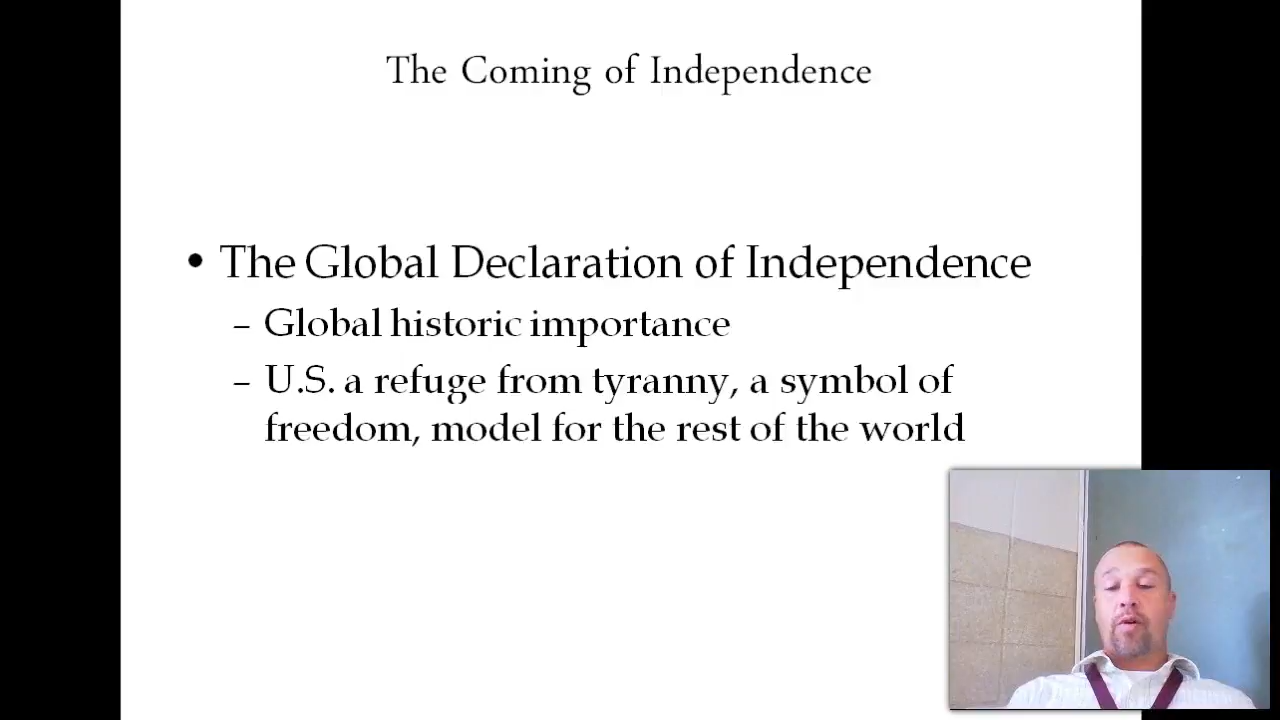 The Coming of Independence
• The Global Declaration of Independence
– Global historic importance
– U.S. a refuge from tyranny, a symbol of
freedom, model for the rest of the world